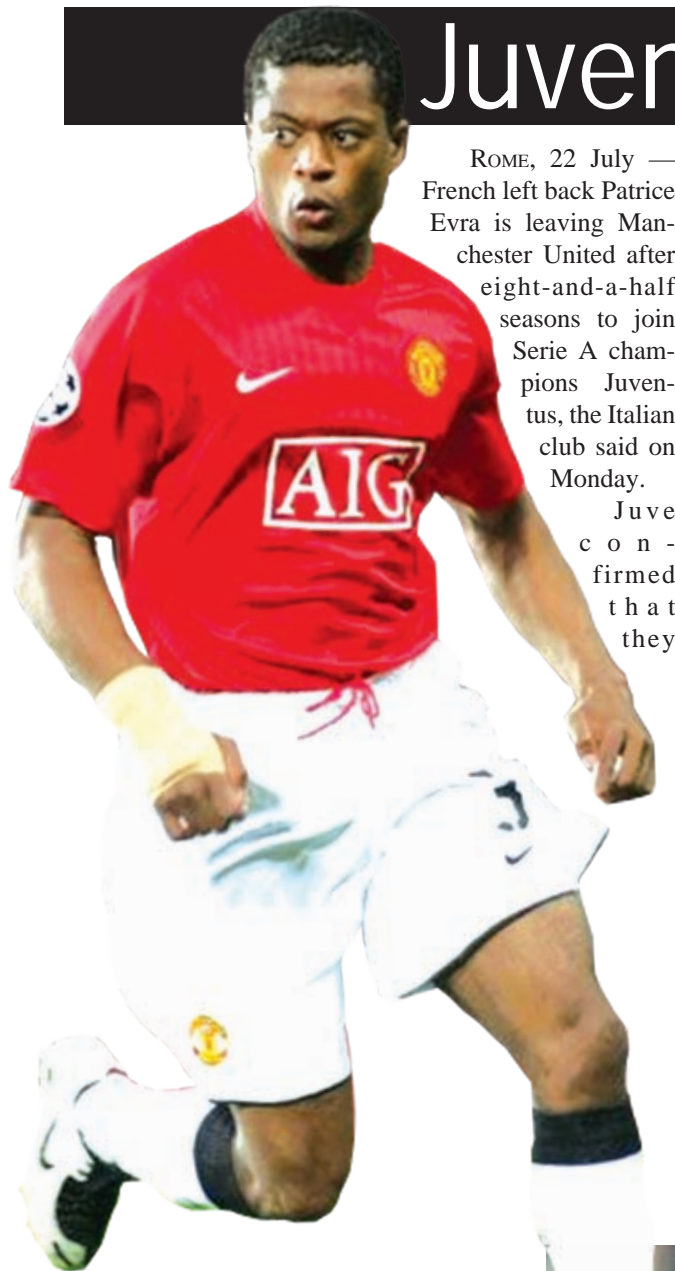 Juven
ROME, 22 July —
French left back Patrice
Evra is leaving Man-
chester United after
eight-and-a-half
seasons to join
Serie A cham-
pions Juven-
tus, the Italian
club said on
Monday.
Juve
con-
firmed
that
they
AIG
3